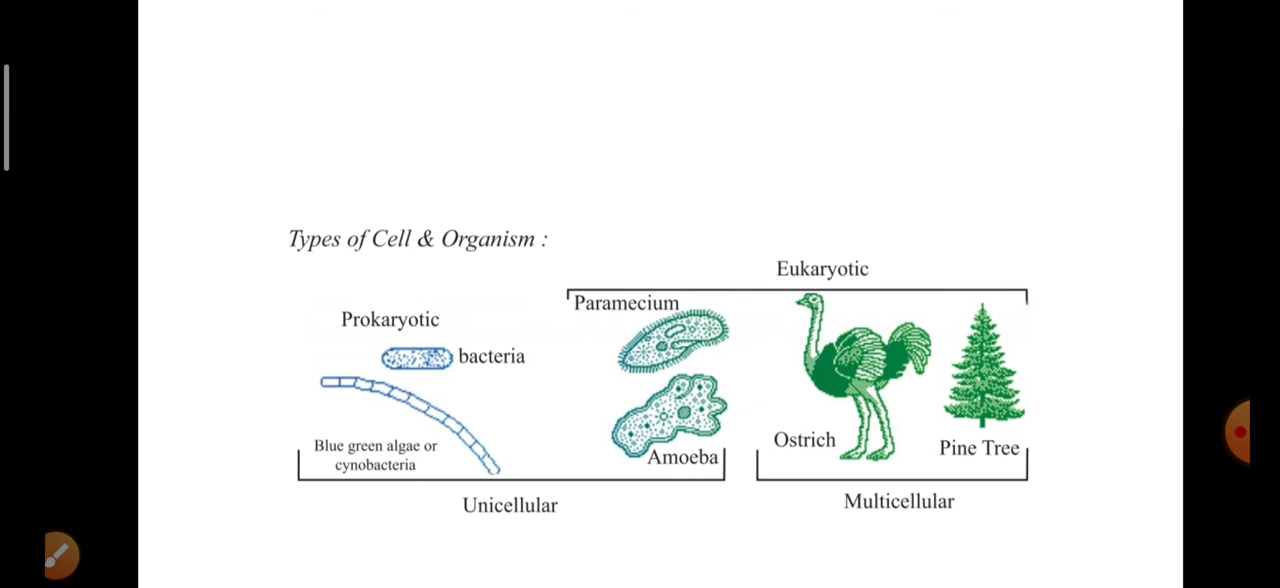 Types of Cell & Organism :
Eukaryotic
Paramecium
Prokaryotic
bacteria
Ostrich
Blue green algae or
cynobacteria
Pine Tree
Amoeba
Unicellular
Multicellular